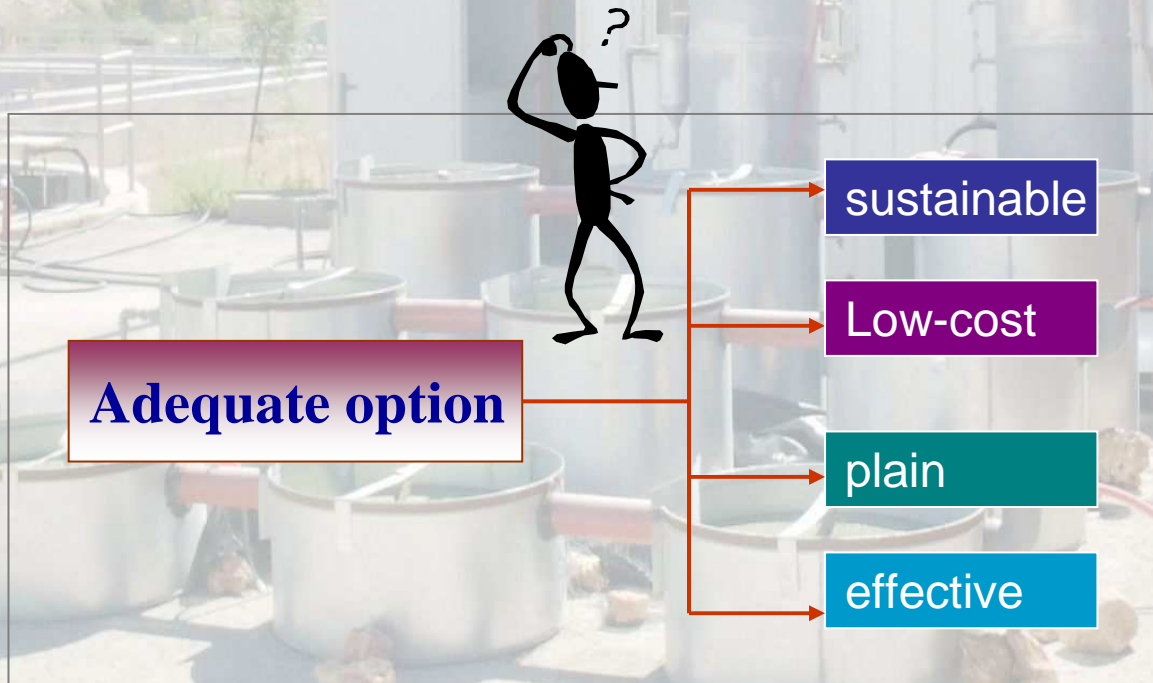 ?
Adequate option
sustainable
Low-cost
plain
effective